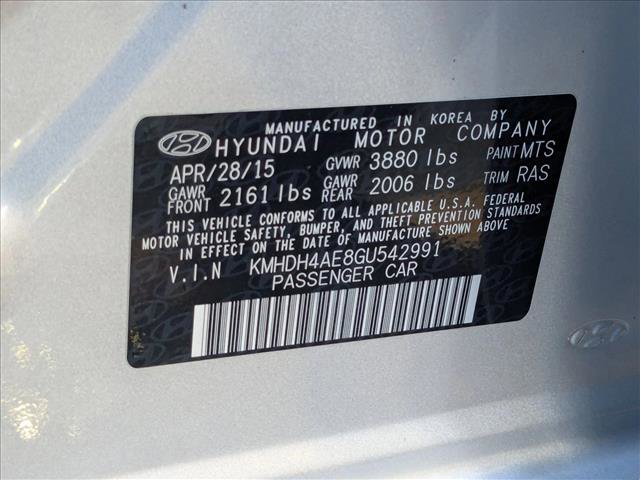 MANUFACTURED IN KOREA BY
HYUNDAI MOTOR COMPANY
APR/28/15 GVWR 3880 lbs PAINT MTS
GAWR FRONT 2161 lbs GAWR REAR 2006 lbs TRIM RAS
THIS VEHICLE CONFORMS TO ALL APPLICABLE U.S.A. FEDERAL
MOTOR VEHICLE SAFETY, BUMPER, AND THEFT PREVENTION STANDARDS
IN EFFECT ON THE DATE OF MANUFACTURE SHOWN ABOVE
V.I.N KMHDH4AE8GU542991
PASSENGER CAR